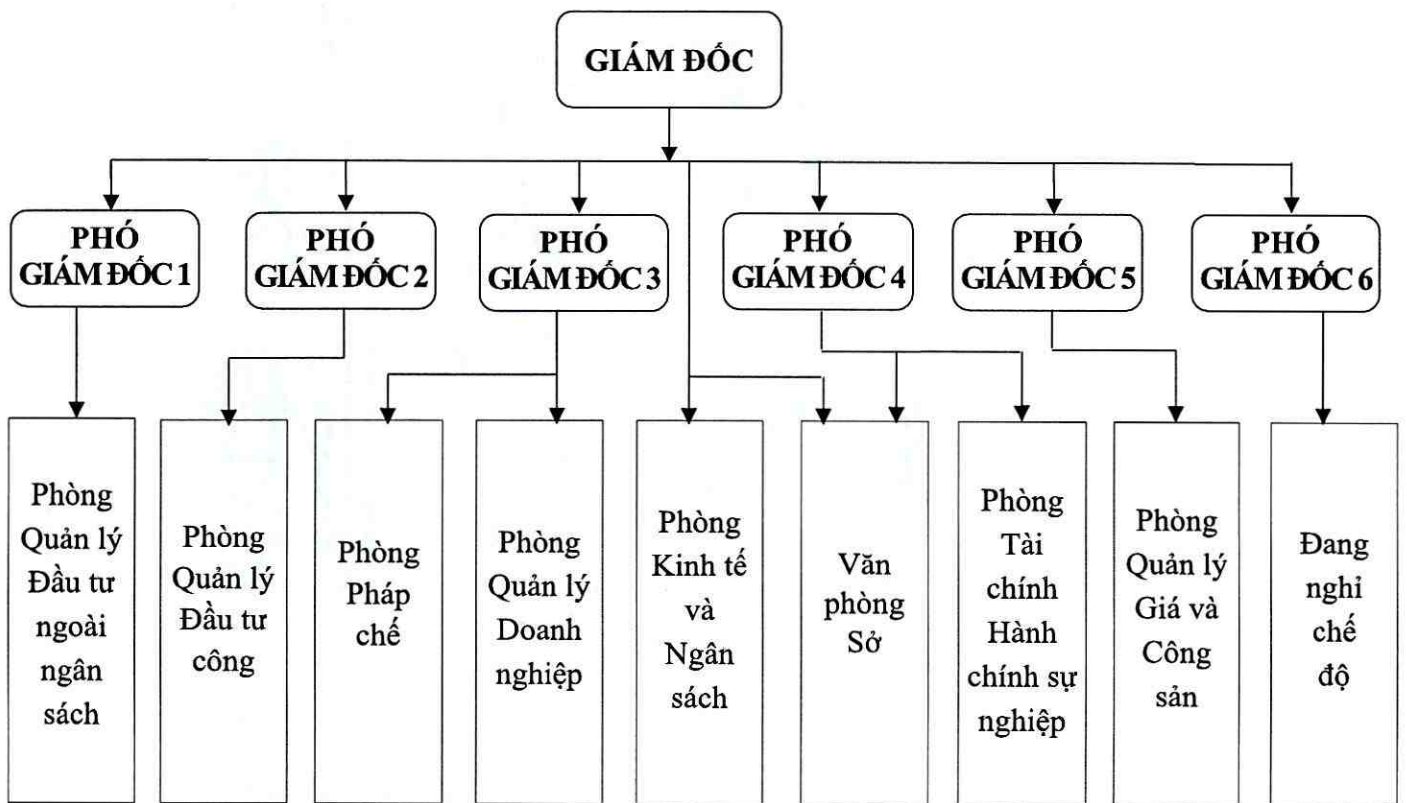 GIÁM ĐỐC
PHÓ
GIÁM ĐỐC 1
PHÓ
GIÁM ĐỐC 2
PHÓ
GIÁM ĐỐC 3
PHÓ
GIÁM ĐỐC 4
PHÓ
GIÁM ĐỐC 5
PHÓ
GIÁM ĐỐC 6
Phòng
Quản lý
Đầu tư
ngoài
ngân
sách
Phòng
Quản lý
Đầu tư
công
Phòng
Pháp
chế
Phòng
Quản lý
Doanh
nghiệp
Phòng
Kinh tế
và
Ngân
sách
Văn
phòng
Sở
Phòng
Tài
chính
Hành
chính sự
nghiệp
Phòng
Quản lý
Giá và
Công
sản
Đang
nghỉ
chế
độ